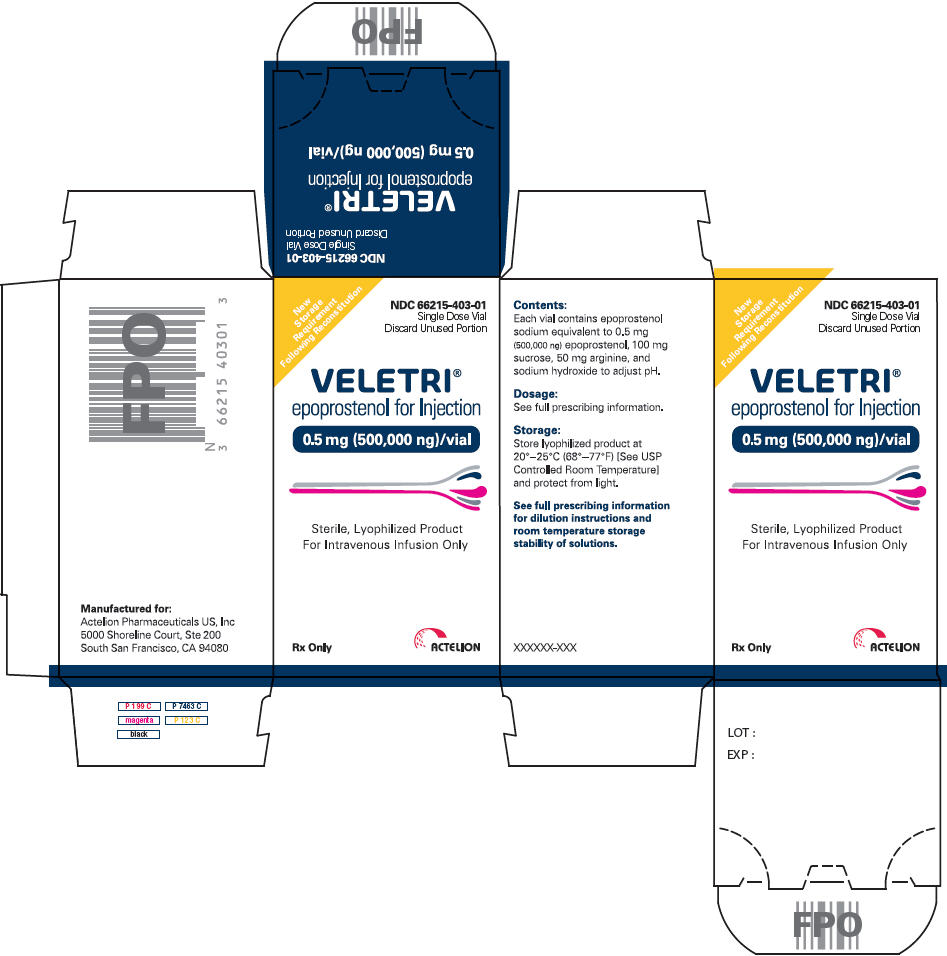 FPO
0.5 mg (500,000 ng)/vial
epoprostenol for Injection
VELETRI®
Discard Unused Portion
Single Dose Vial
NDC 66215-403-01
FPO
N
3 66215 40301 3
Manufactured for:
Actelion Pharmaceuticals US, Inc
5000 Shoreline Court, Ste 200
South San Francisco, CA 94080
New
Storage
Requirement
Following Reconstitution
NDC 66215-403-01
Single Dose Vial
Discard Unused Portion
VELETRI®
epoprostenol for Injection
0.5 mg (500,000 ng)/vial
Sterile, Lyophilized Product
For Intravenous Infusion Only
Rx Only
ACTELION
Contents:
Each vial contains epoprostenol
sodium equivalent to 0.5 mg
(500,000 ng) epoprostenol, 100 mg
sucrose, 50 mg arginine, and
sodium hydroxide to adjust pH.
Dosage:
See full prescribing information.
Storage:
Store lyophilized product at
20°–25°C (68°–77°F) [See USP
Controlled Room Temperature]
and protect from light.
See full prescribing information
for dilution instructions and
room temperature storage
stability of solutions.
XXXXXX-XXX
New
Storage
Requirement
Following Reconstitution
NDC 66215-403-01
Single Dose Vial
Discard Unused Portion
VELETRI®
epoprostenol for Injection
0.5 mg (500,000 ng)/vial
Sterile, Lyophilized Product
For Intravenous Infusion Only
Rx Only
ACTELION
P 199 C
P 7463 C
magenta
P 123 C
black
LOT :
EXP :
FPO